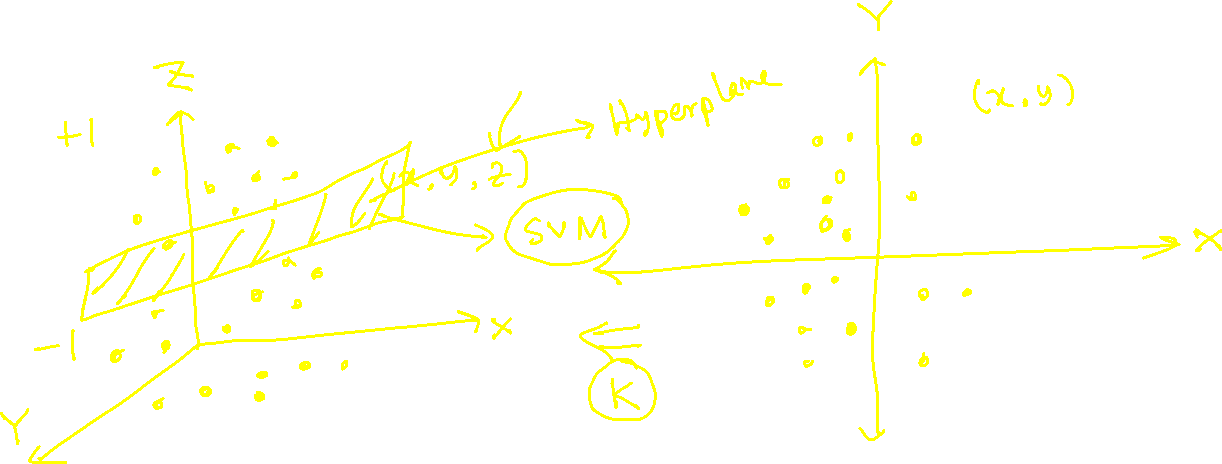 Y
Z
(x, y)
Hyperplane
+1
(x, y, z)
SVM
X
-1
X
K
Y